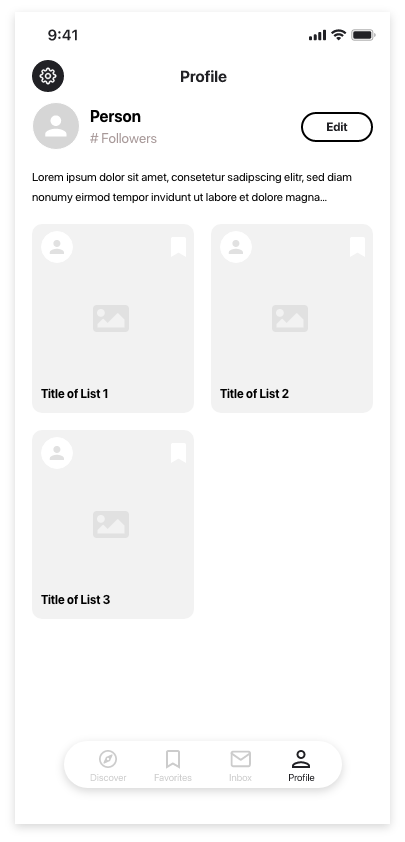 9:41
Profile
Person
# Followers
Edit
Lorem ipsum dolor sit amet, consetetur sadipscing elitr, sed diam
nonumy eirmod tempor invidunt ut labore et dolore magna...
Title of List 1
Title of List 2
Title of List 3
Discover
Favorites
Inbox
Profile